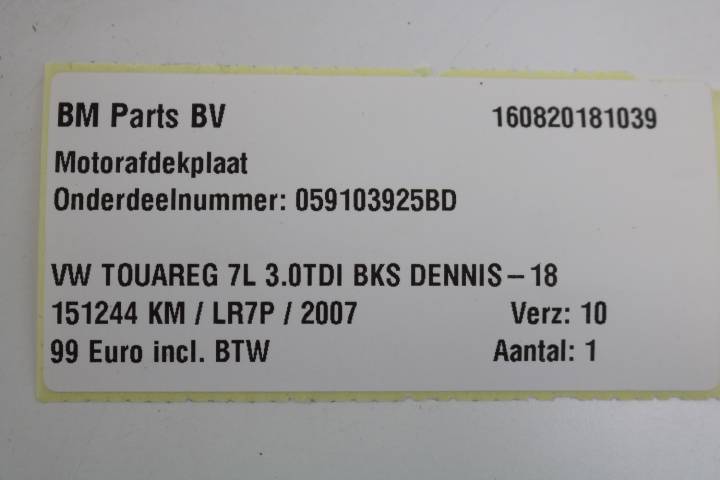 BM Parts BV 160820181039
Motorafdekplaat
Onderdeelnummer: 059103925BD
VW TOUAREG 7L 3.0TDI BKS DENNIS – 18
151244 KM / LR7P / 2007 Verz: 10
99 Euro incl. BTW Aantal: 1